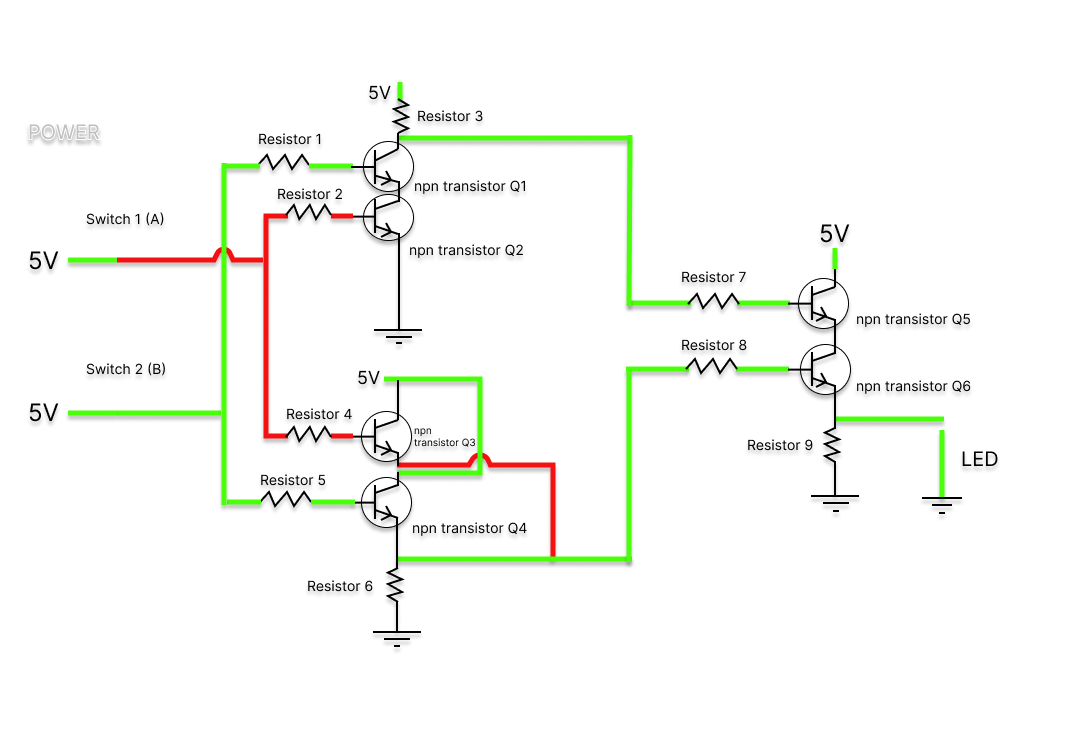 5V
Resistor 3
POWER
Resistor 1
npn transistor Q1
Resistor 2
Switch 1 (A)
5V
npn transistor Q2
5V
Resistor 7
npn transistor Q5
Resistor 8
Switch 2 (B)
5V
npn transistor Q6
5V
Resistor 4
npn
transistor Q3
Resistor 9
LED
Resistor 5
npn transistor Q4
Resistor 6